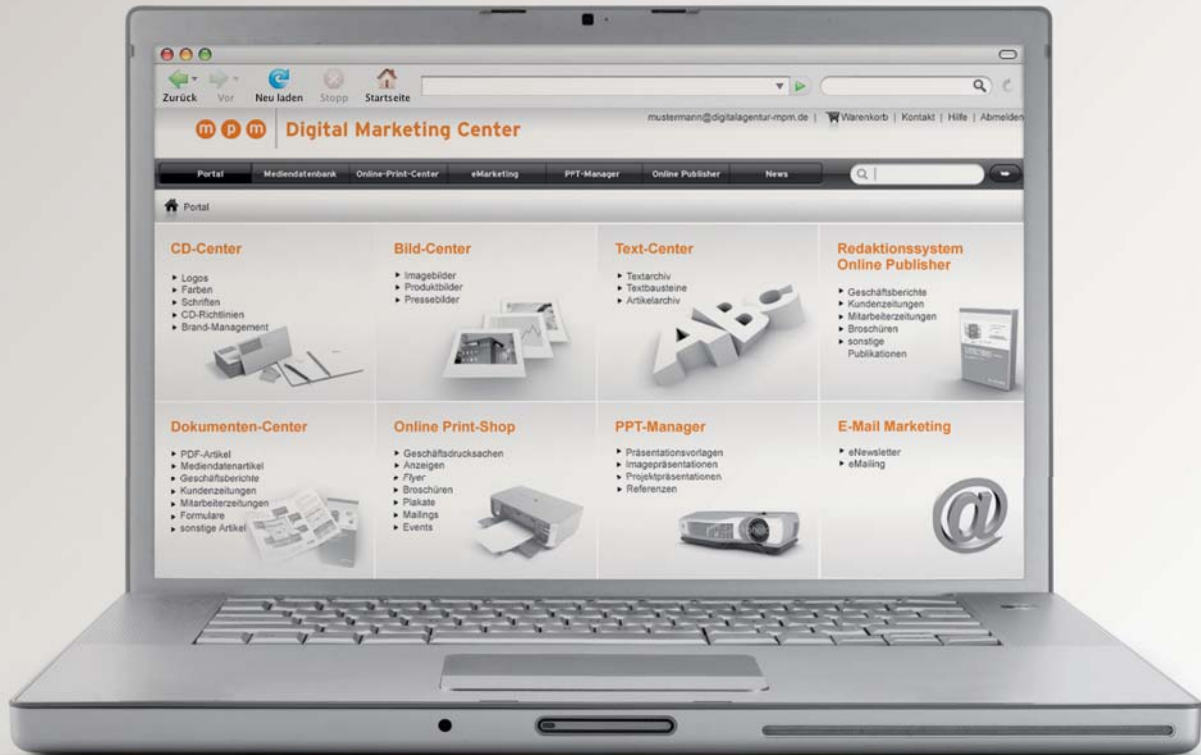 Zurück Vor Neu laden Stopp Startseite
mpm Digital Marketing Center
mustermann@digitalagentur-mpm.de | Warenkorb | Kontakt | Hilfe | Abmelden
Portal Mediendatenbank Online-Print-Center eMarketing PPT-Manager Online Publisher News
Portal
CD-Center
Logos
Farben
Schriften
CD-Richtlinien
Brand-Management
Bild-Center
Imagebilder
Produktbilder
Pressebilder
Text-Center
Textarchiv
Textbausteine
Artikelarchiv
ABC
Redaktionssystem
Online Publisher
Geschäftsberichte
Kundenzeitungen
Mitarbeiterzeitungen
Broschüren
sonstige
Publikationen
Dokumenten-Center
PDF-Artikel
Mediendatenartikel
Geschäftsberichte
Kundenzeitungen
Mitarbeiterzeitungen
Formulare
sonstige Artikel
Online Print-Shop
Geschäftsdrucksachen
Anzeigen
Flyer
Broschüren
Plakate
Mailings
Events
PPT-Manager
Präsentationsvorlagen
Imagepräsentationen
Projektpräsentationen
Referenzen
E-Mail Marketing
eNewsletter
eMailing
@